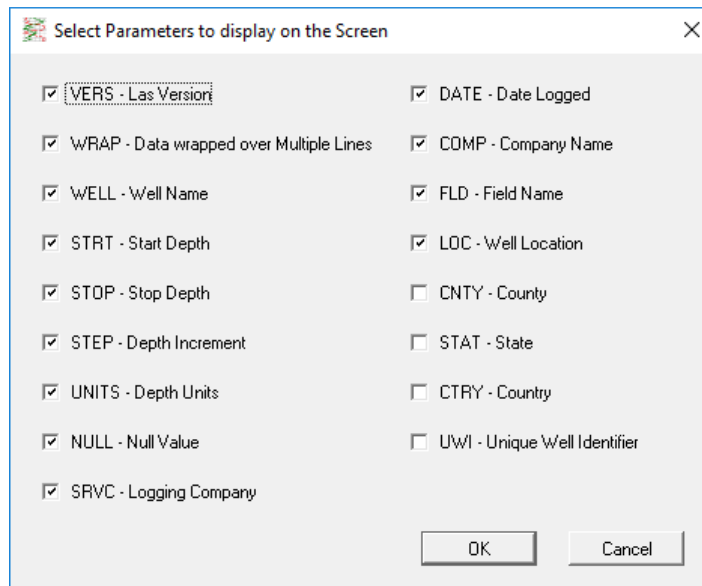 Select Parameters to display on the Screen
VERS - Las Version
WRAP - Data wrapped over Multiple Lines
WELL - Well Name
STRT - Start Depth
STOP - Stop Depth
STEP - Depth Increment
UNITS - Depth Units
NULL - Null Value
SRVC - Logging Company
DATE - Date Logged
COMP - Company Name
FLD - Field Name
LOC - Well Location
CNTY - County
STAT - State
CTRY - Country
UWI - Unique Well Identifier
OK
Cancel